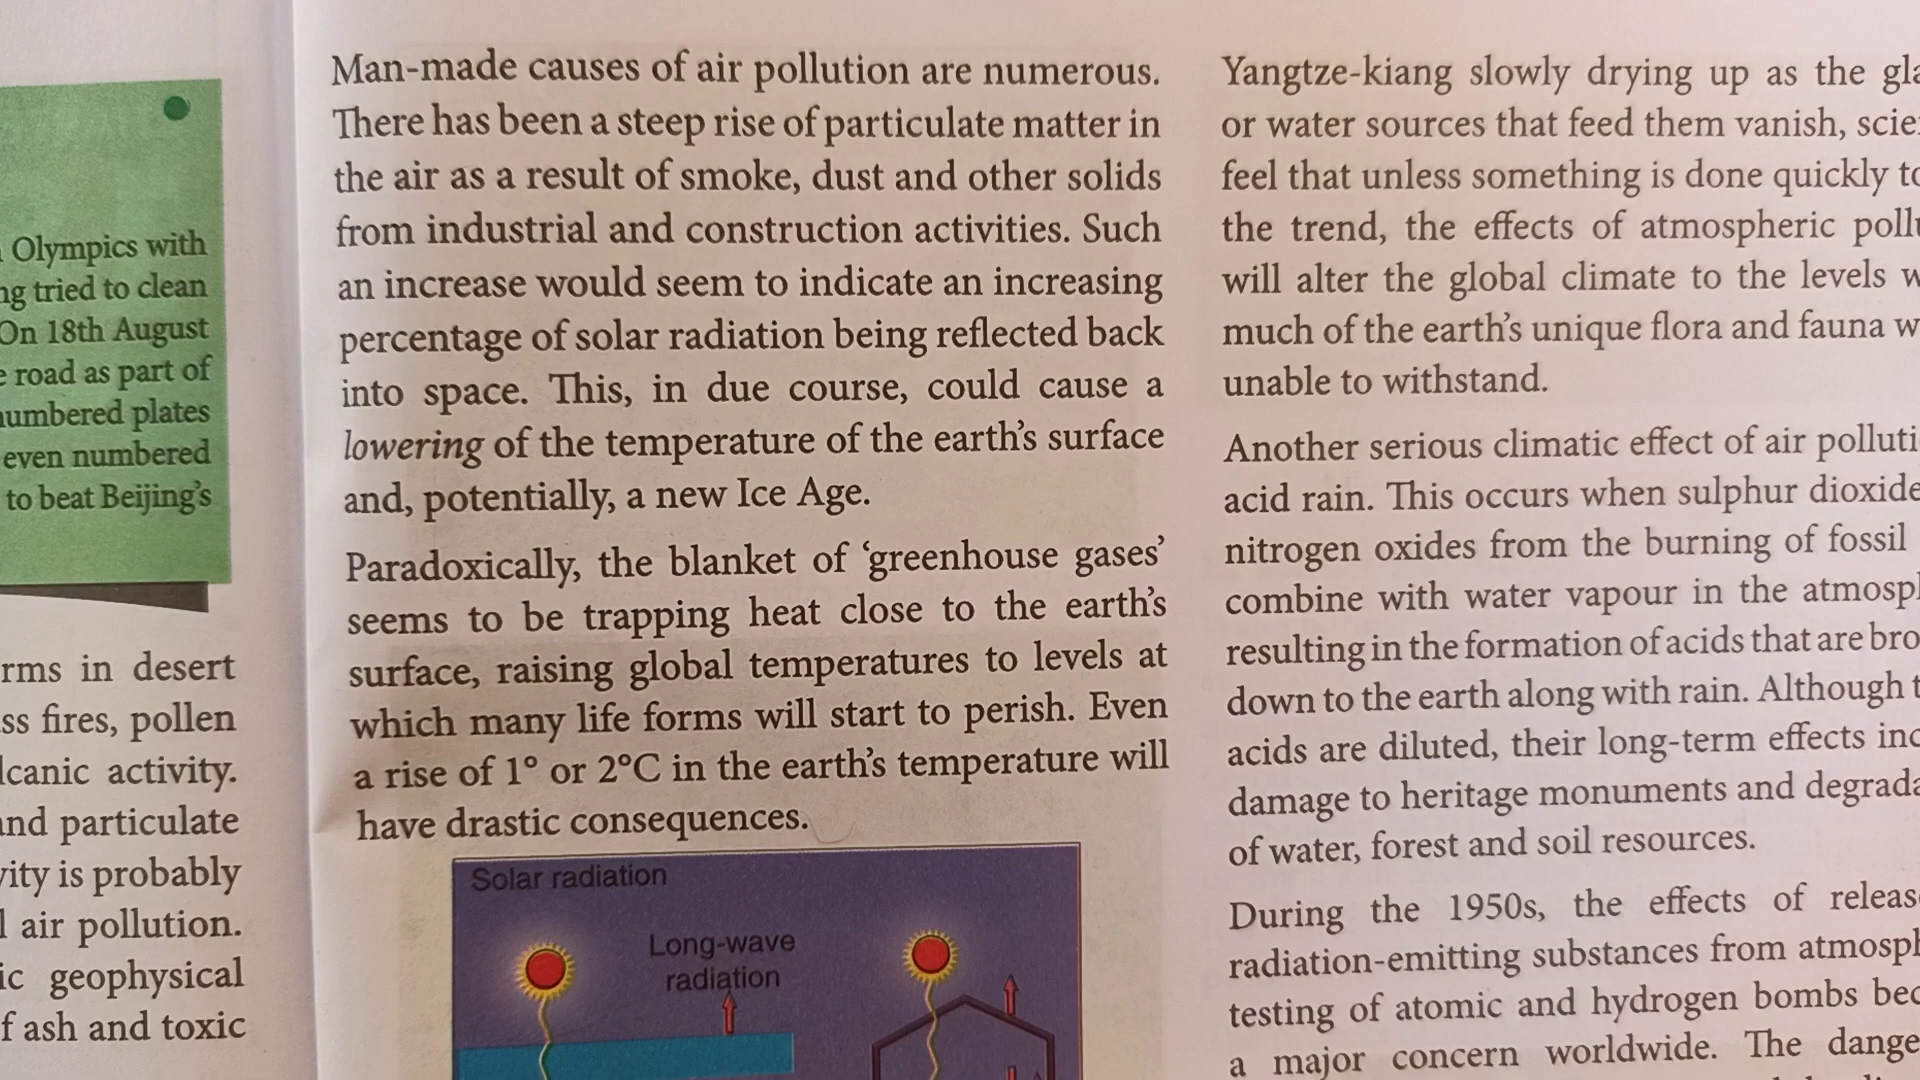 Olympics with
tried to clean
On 18th August
road as part of
numbered plates
even numbered
to beat Beijing's
in desert
fires, pollen
activity.
particulate
is probably
air pollution.
geophysical
ash and toxic
Man-made causes of air pollution are numerous.
There has been a steep rise of particulate matter in
the air as a result of smoke, dust and other solids
from industrial and construction activities. Such
an increase would seem to indicate an increasing
percentage of solar radiation being reflected back
into space. This, in due course, could cause a
lowering of the temperature of the earth's surface
and, potentially, a new Ice Age.
Paradoxically, the blanket of ‘greenhouse gases’
seems to be trapping heat close to the earth's
surface, raising global temperatures to levels at
which many life forms will start to perish. Even
a rise of 1° or 2°C in the earth's temperature will
have drastic consequences.
Solar radiation
Long-wave
radiation
Yangtze-kiang slowly drying up as the
or water sources that feed them vanish,
feel that unless something is done quickly
the trend, the effects of atmospheric
will alter the global climate to the levels
much of the earth's unique flora and fauna
unable to withstand.
Another serious climatic effect of air
acid rain. This occurs when sulphur dioxide
nitrogen oxides from the burning of fossil
combine with water vapour in the
resulting in the formation of acids that are
down to the earth along with rain. Although
acids are diluted, their long-term effects
damage to heritage monuments and
of water, forest and soil resources.
During the 1950s, the effects of
radiation-emitting substances from
testing of atomic and hydrogen bombs
a major concern worldwide. The